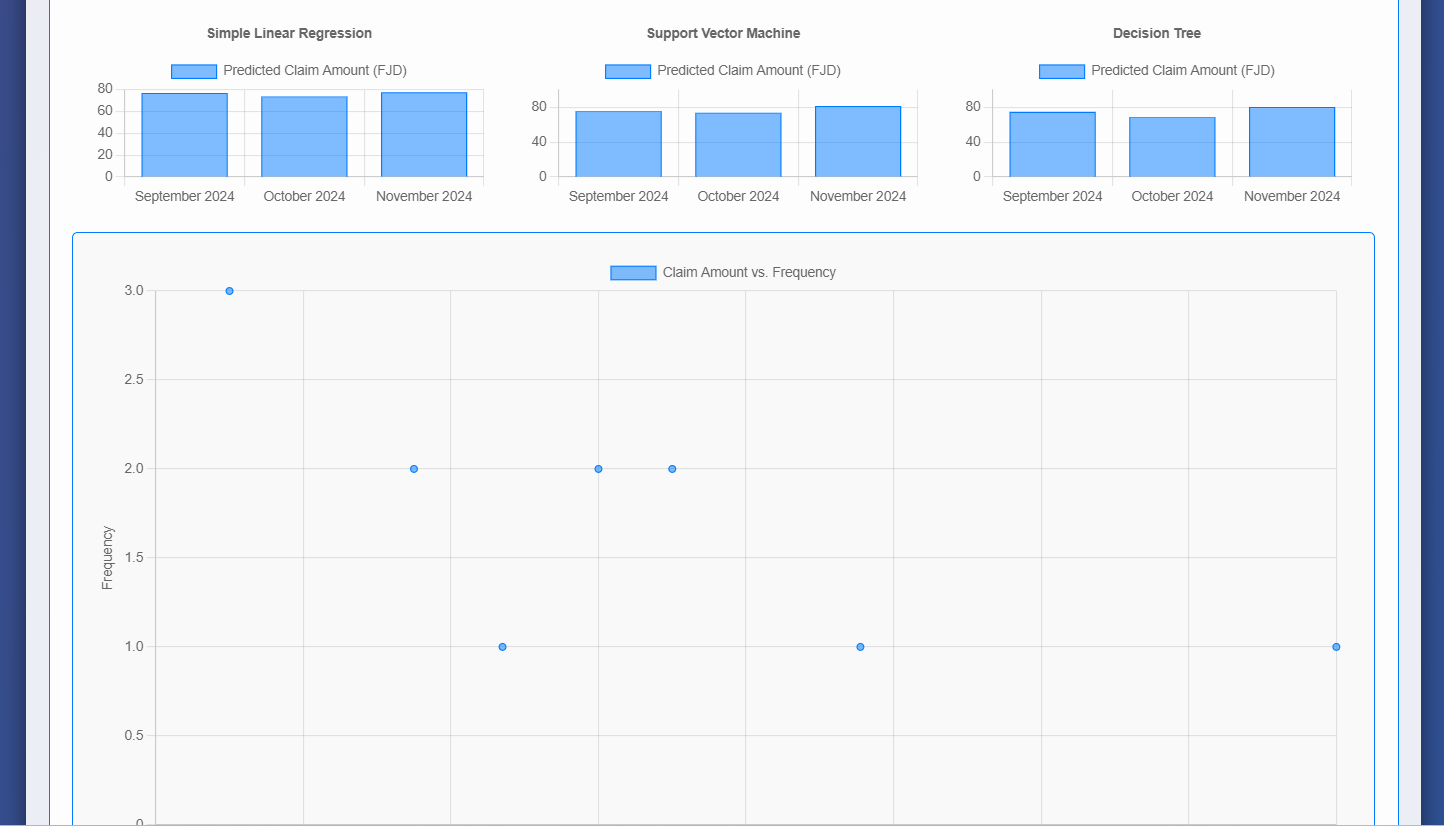 Simple Linear Regression
Predicted Claim Amount (FJD)
80
60
40
20
0
September 2024 October 2024 November 2024
Support Vector Machine
Predicted Claim Amount (FJD)
80
40
0
September 2024 October 2024 November 2024
Decision Tree
Predicted Claim Amount (FJD)
80
40
0
September 2024 October 2024 November 2024
Claim Amount vs. Frequency
Frequency
3.0
2.5
2.0
1.5
1.0
0.5
0